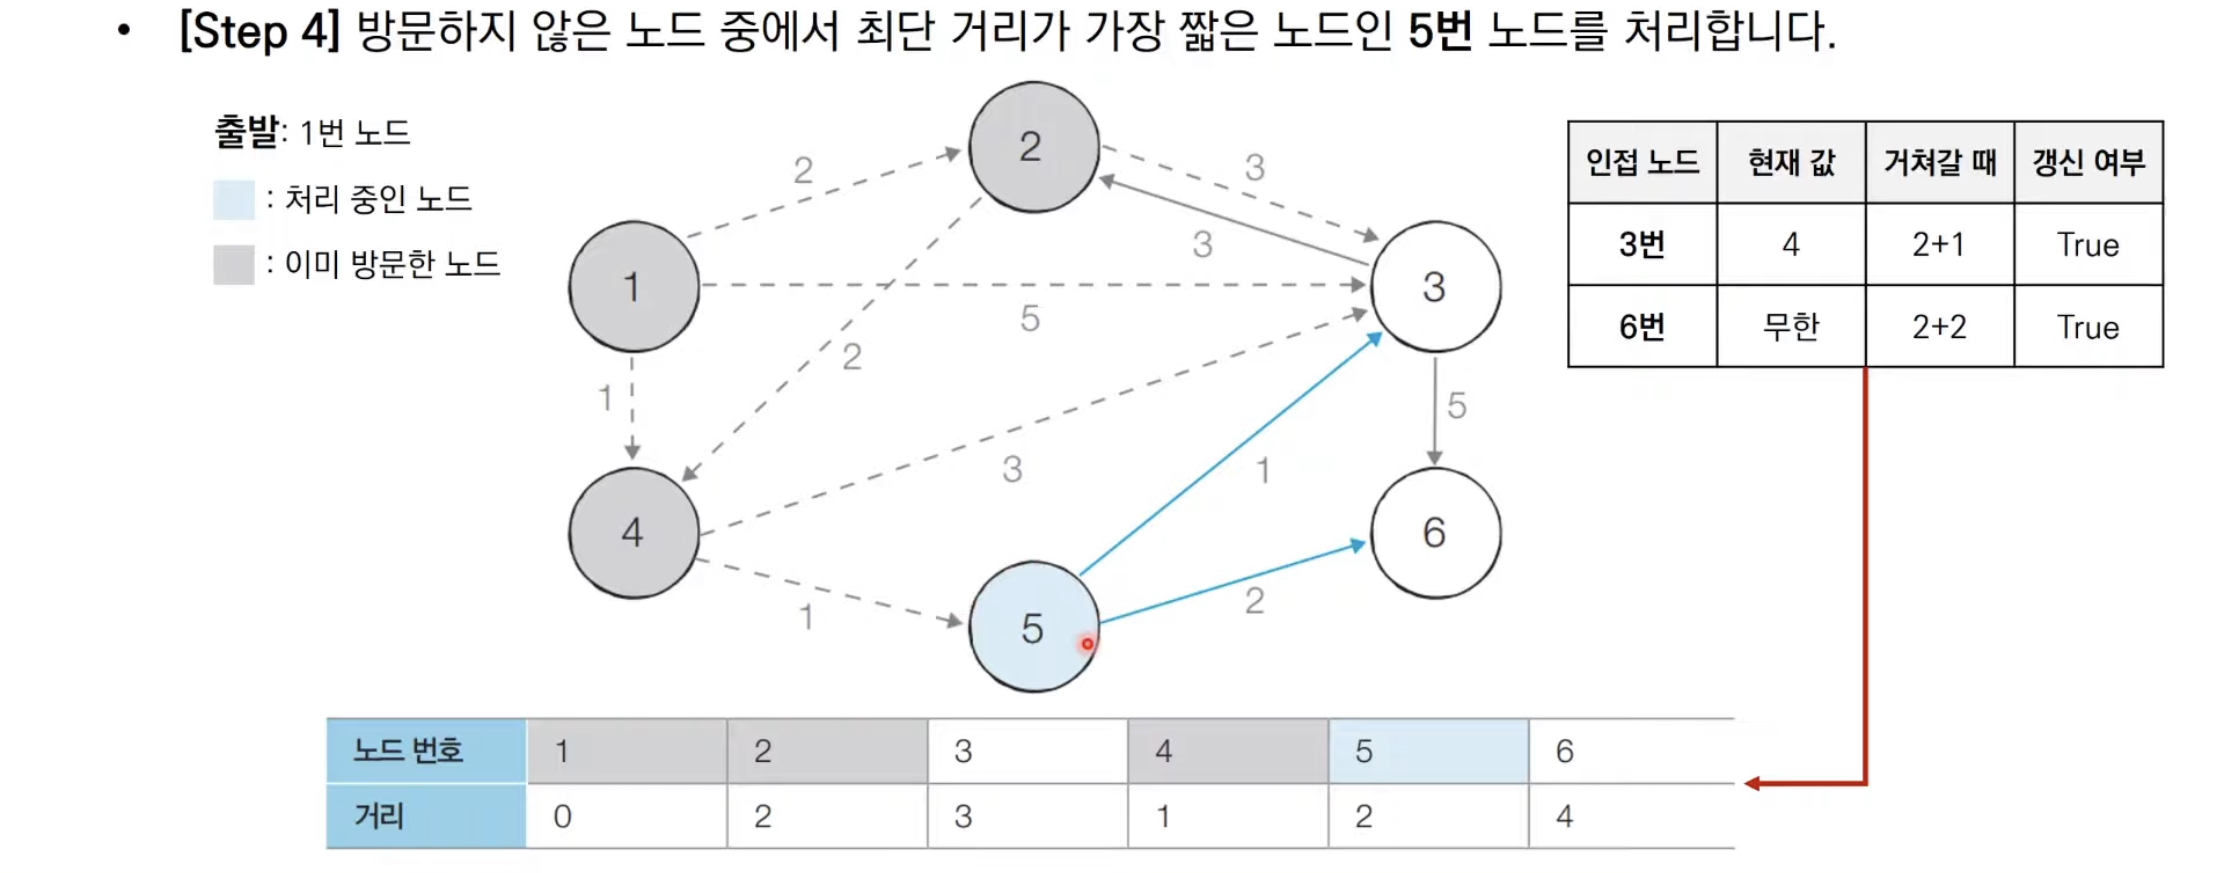 • [Step 4] 방문하지 않은 노드 중에서 최단 거리가 가장 짧은 노드인 5번 노드를 처리합니다.
출발: 1번 노드
: 처리 중인 노드
: 이미 방문한 노드
2
2
3
3
1
5
3
2
1
5
3
1
4
6
2
1
5
인접 노드 현재 값 거쳐갈 때 갱신 여부
3번 4 2+1 True
6번 무한 2+2 True
노드 번호 1 2 3 4 5 6
거리 0 2 3 1 2 4